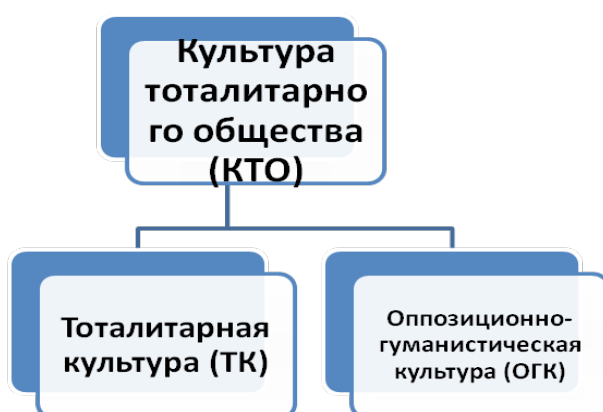 Культура
тоталитарно
го общества
(КТО)
Тоталитарная
культура (ТК)
Оппозиционно-
гуманистическая
культура (ОГК)